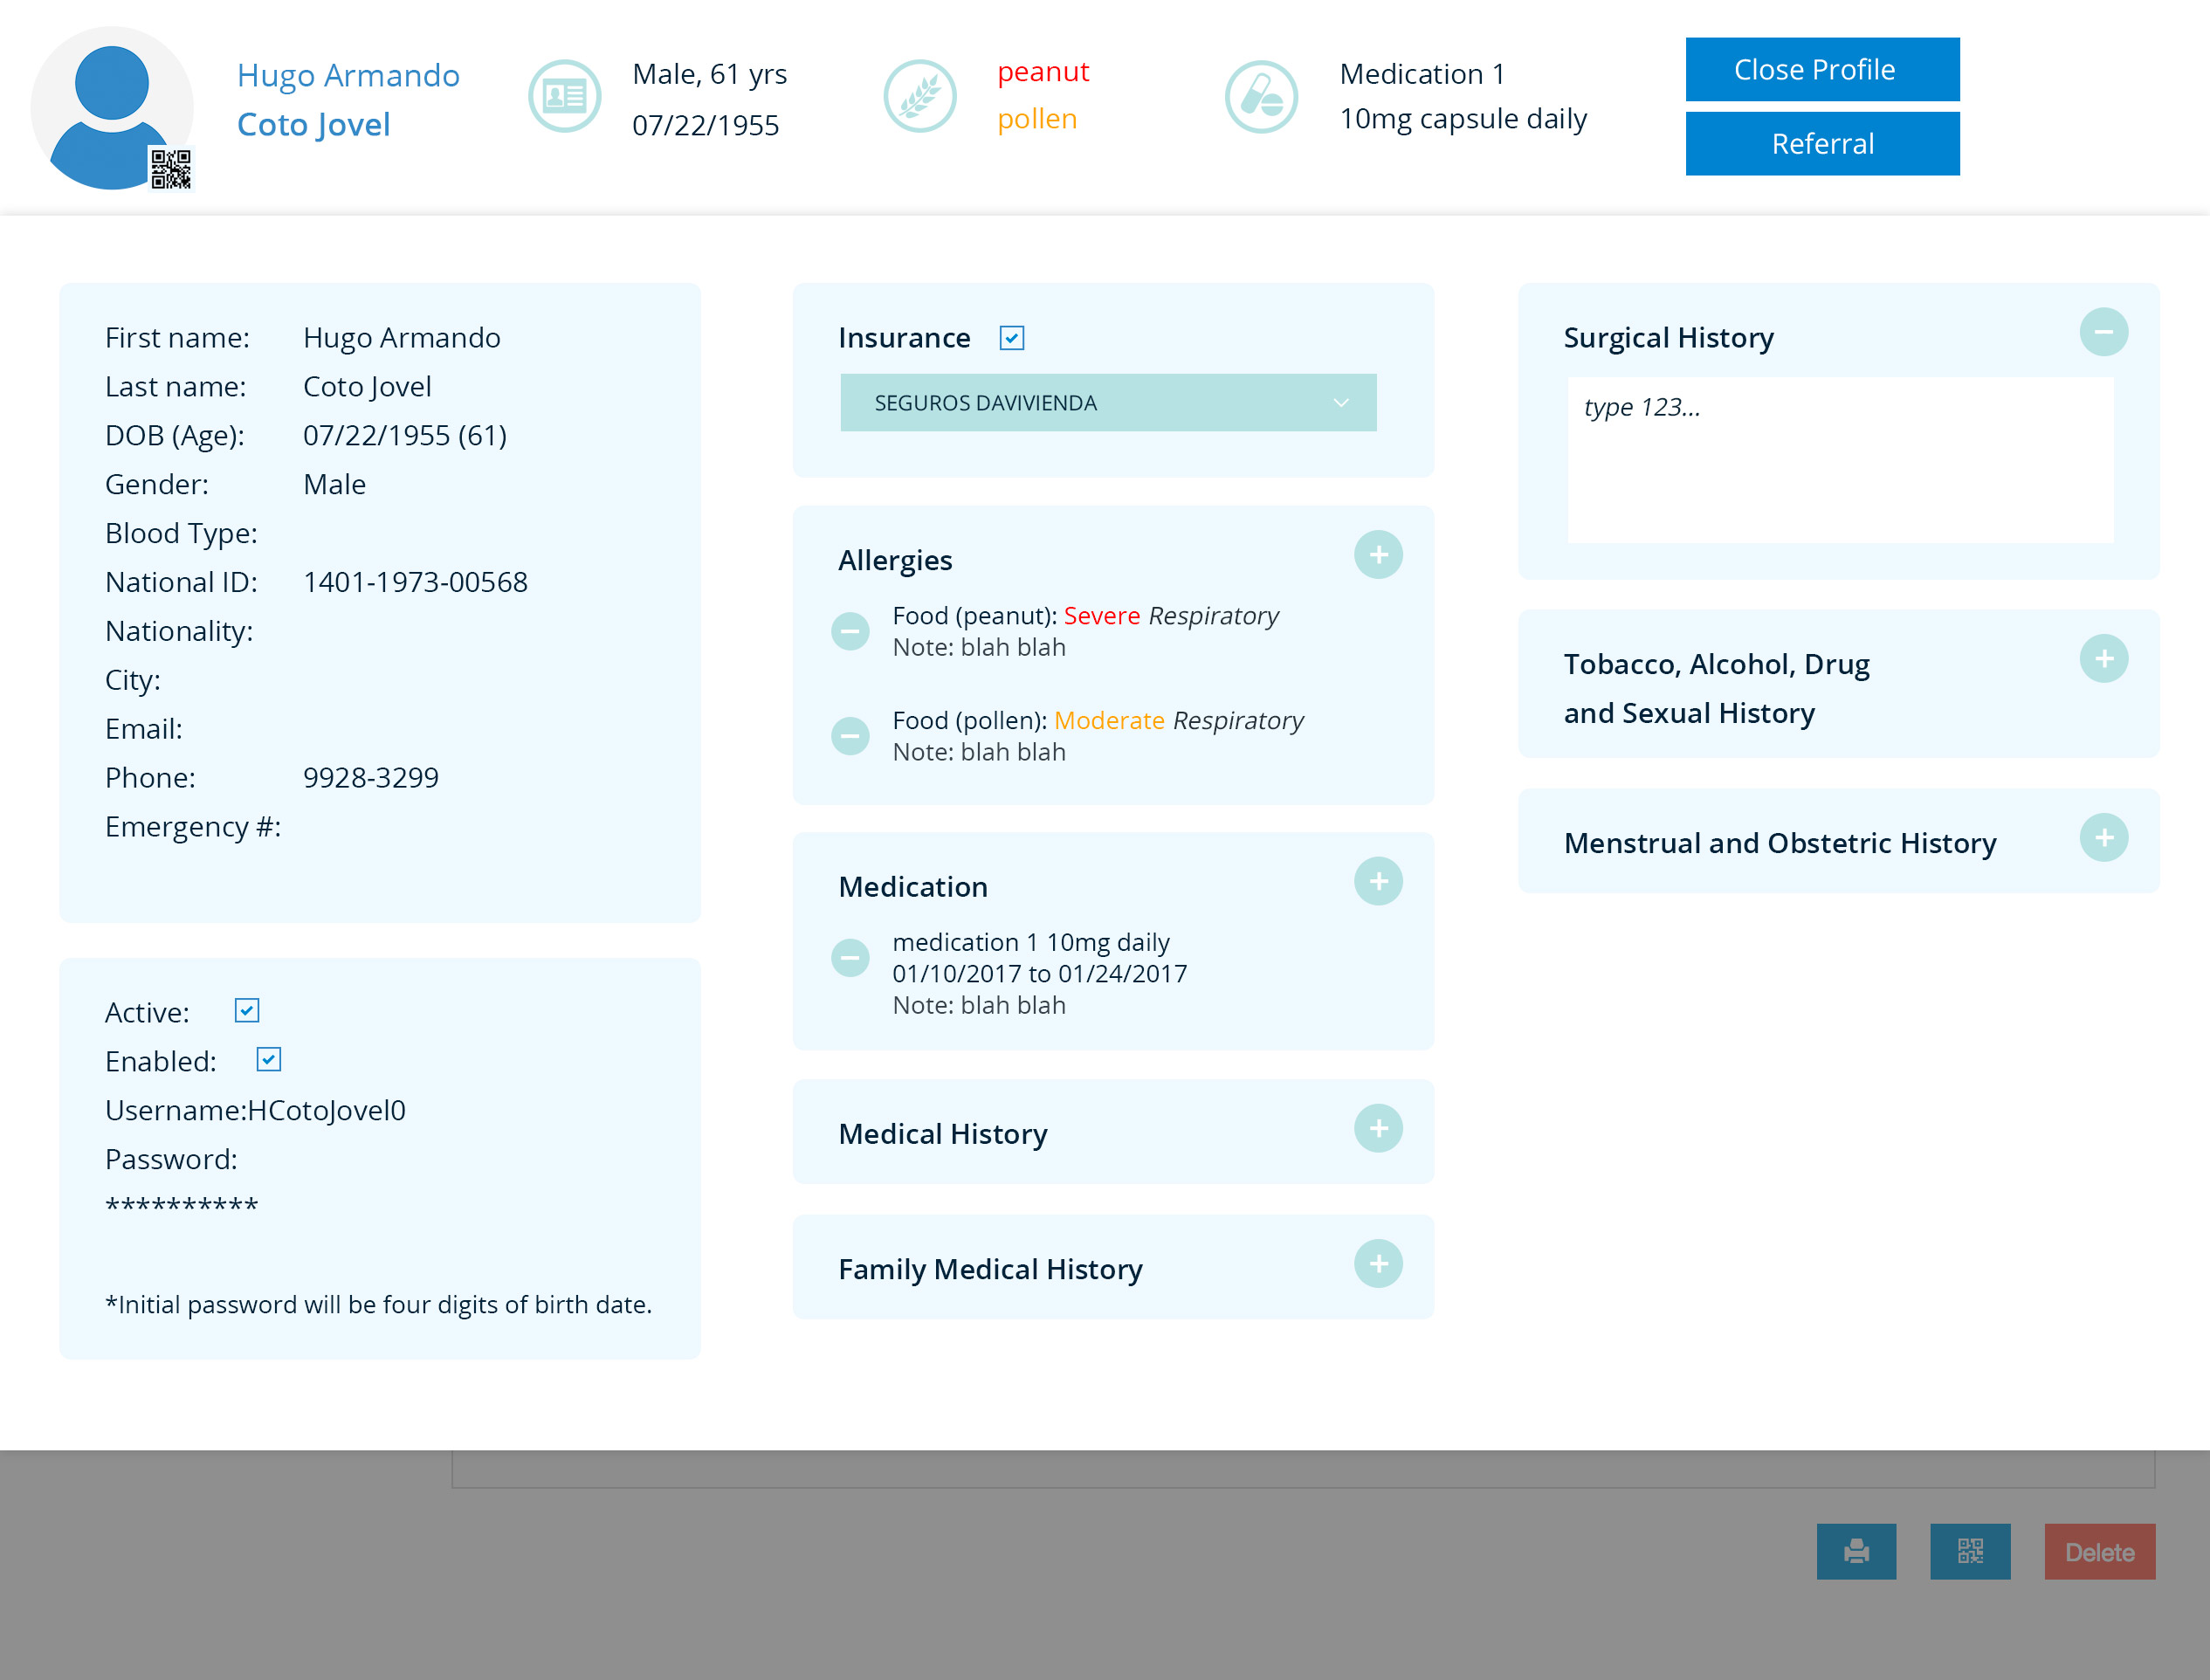 Hugo Armando
Coto Jovel
Male, 61 yrs
07/22/1955
peanut
pollen
Medication 1
10mg capsule daily
Close Profile
Referral
First name: Hugo Armando
Last name: Coto Jovel
DOB (Age): 07/22/1955 (61)
Gender: Male
Blood Type:
National ID: 1401-1973-00568
Nationality:
City:
Email:
Phone: 9928-3299
Emergency #:
Active:
Enabled:
Username:HCotoJovel0
Password:
**********
*Initial password will be four digits of birth date.
Insurance
SEGUROS DAVIVIENDA
Allergies
Food (peanut): Severe Respiratory
Note: blah blah
Food (pollen): Moderate Respiratory
Note: blah blah
Medication
medication 1 10mg daily
01/10/2017 to 01/24/2017
Note: blah blah
Medical History
Family Medical History
Surgical History
type 123...
Tobacco, Alcohol, Drug
and Sexual History
Menstrual and Obstetric History
Delete